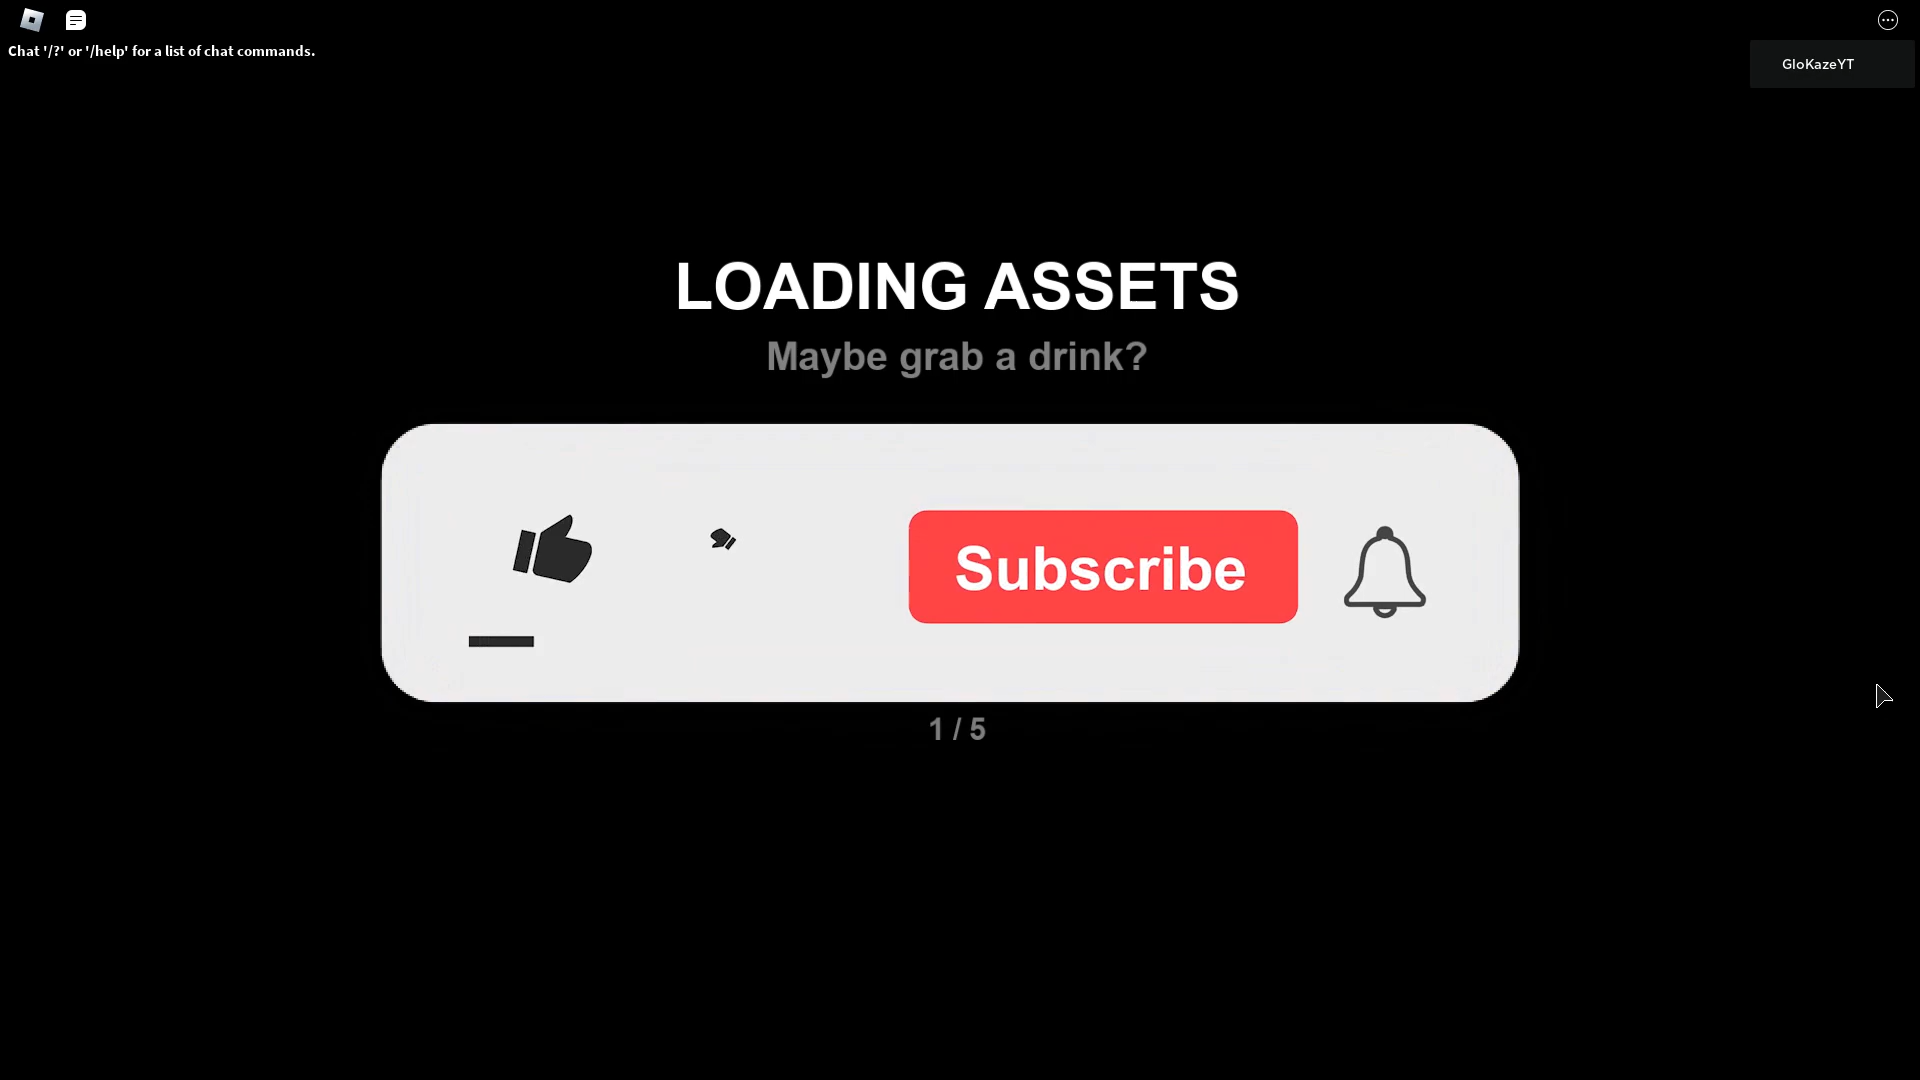 Chat '/?' or '/help' for a list of chat commands.
GloKazeYT
LOADING ASSETS
Maybe grab a drink?
Subscribe
1 / 5